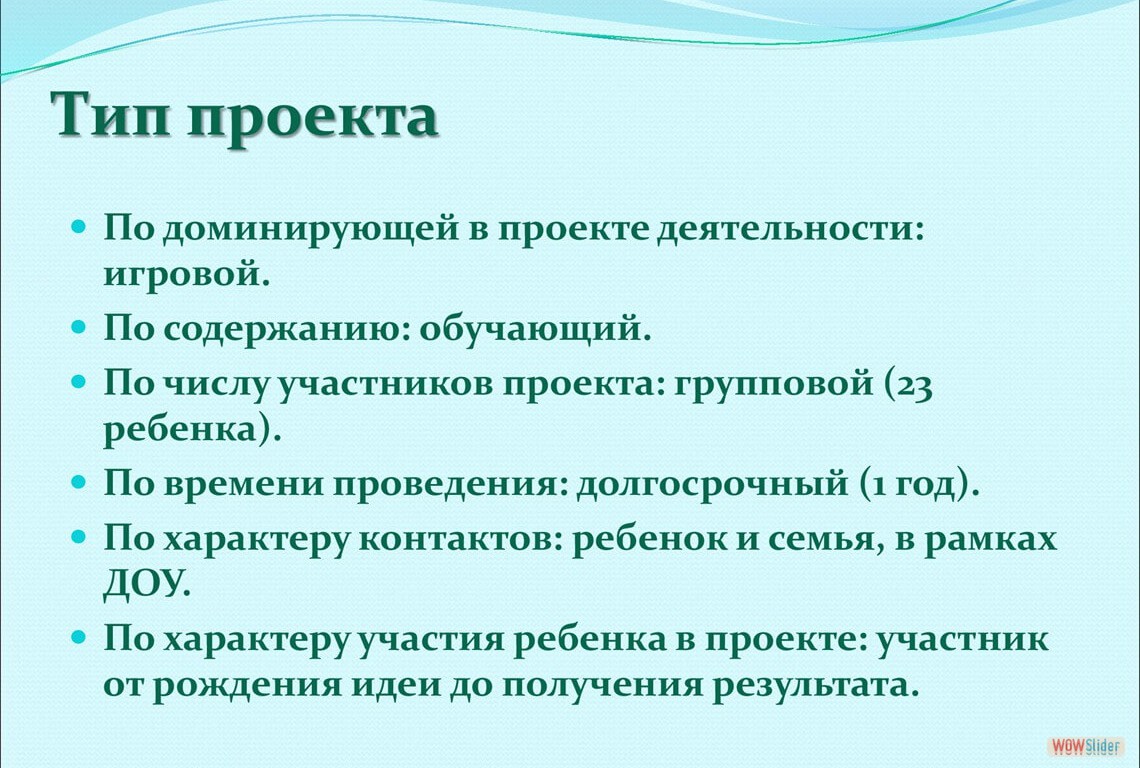 Тип проекта
По доминирующей в проекте деятельности:
игровой.
По содержанию: обучающий.
По числу участников проекта: групповой (23
ребенка).
По времени проведения: долгосрочный (1 год).
По характеру контактов: ребенок и семья, в рамках
ДОУ.
По характеру участия ребенка в проекте: участник
от рождения идеи до получения результата.
WOWSlider